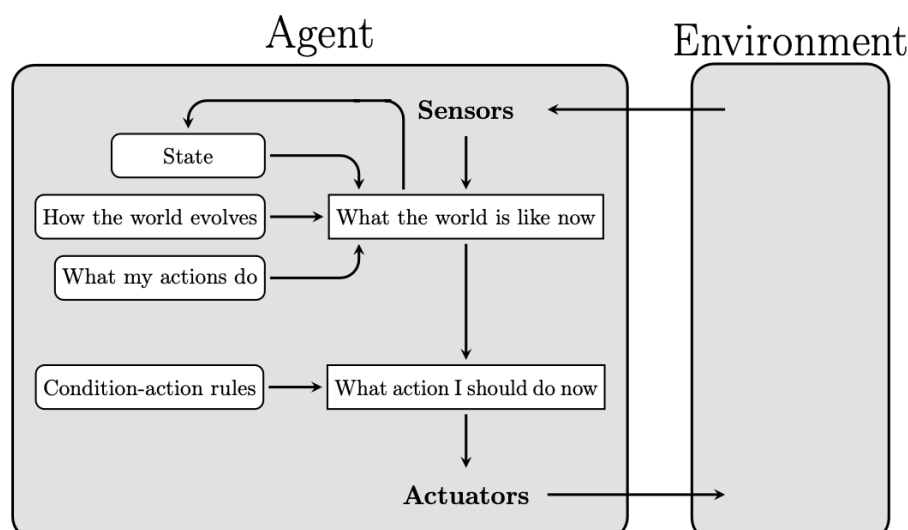 Agent
Environment
Sensors
State
How the world evolves
What the world is like now
What my actions do
Condition-action rules
What action I should do now
Actuators